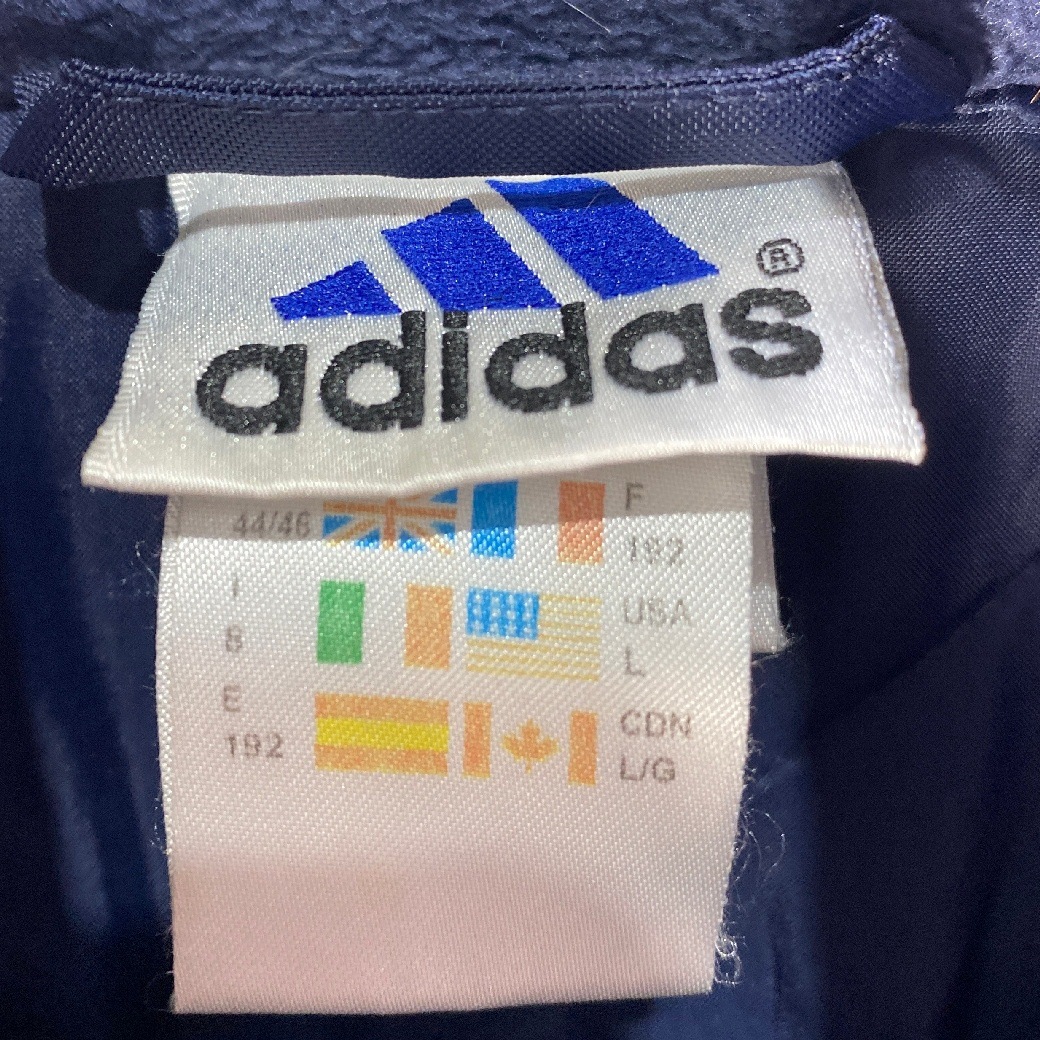 adidas®
44/46
F
192
I
8
USA
L
E
192
CDN
L/G